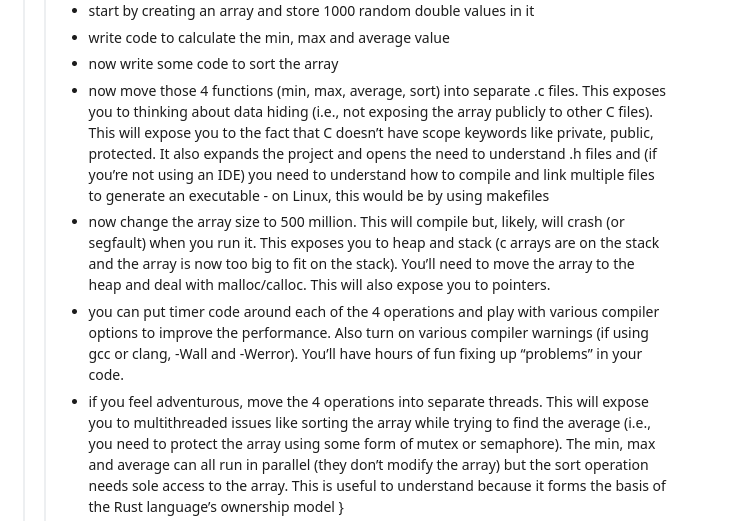 • start by creating an array and store 1000 random double values in it
• write code to calculate the min, max and average value
• now write some code to sort the array
• now move those 4 functions (min, max, average, sort) into separate .c files. This exposes
you to thinking about data hiding (i.e., not exposing the array publicly to other C files).
This will expose you to the fact that C doesn’t have scope keywords like private, public,
protected. It also expands the project and opens the need to understand .h files and (if
you’re not using an IDE) you need to understand how to compile and link multiple files
to generate an executable - on Linux, this would be by using makefiles
• now change the array size to 500 million. This will compile but, likely, will crash (or
segfault) when you run it. This exposes you to heap and stack (c arrays are on the stack
and the array is now too big to fit on the stack). You’ll need to move the array to the
heap and deal with malloc/calloc. This will also expose you to pointers.
• you can put timer code around each of the 4 operations and play with various compiler
options to improve the performance. Also turn on various compiler warnings (if using
gcc or clang, -Wall and -Werror). You’ll have hours of fun fixing up “problems” in your
code.
• if you feel adventurous, move the 4 operations into separate threads. This will expose
you to multithreaded issues like sorting the array while trying to find the average (i.e.,
you need to protect the array using some form of mutex or semaphore). The min, max
and average can all run in parallel (they don’t modify the array) but the sort operation
needs sole access to the array. This is useful to understand because it forms the basis of
the Rust language’s ownership model }